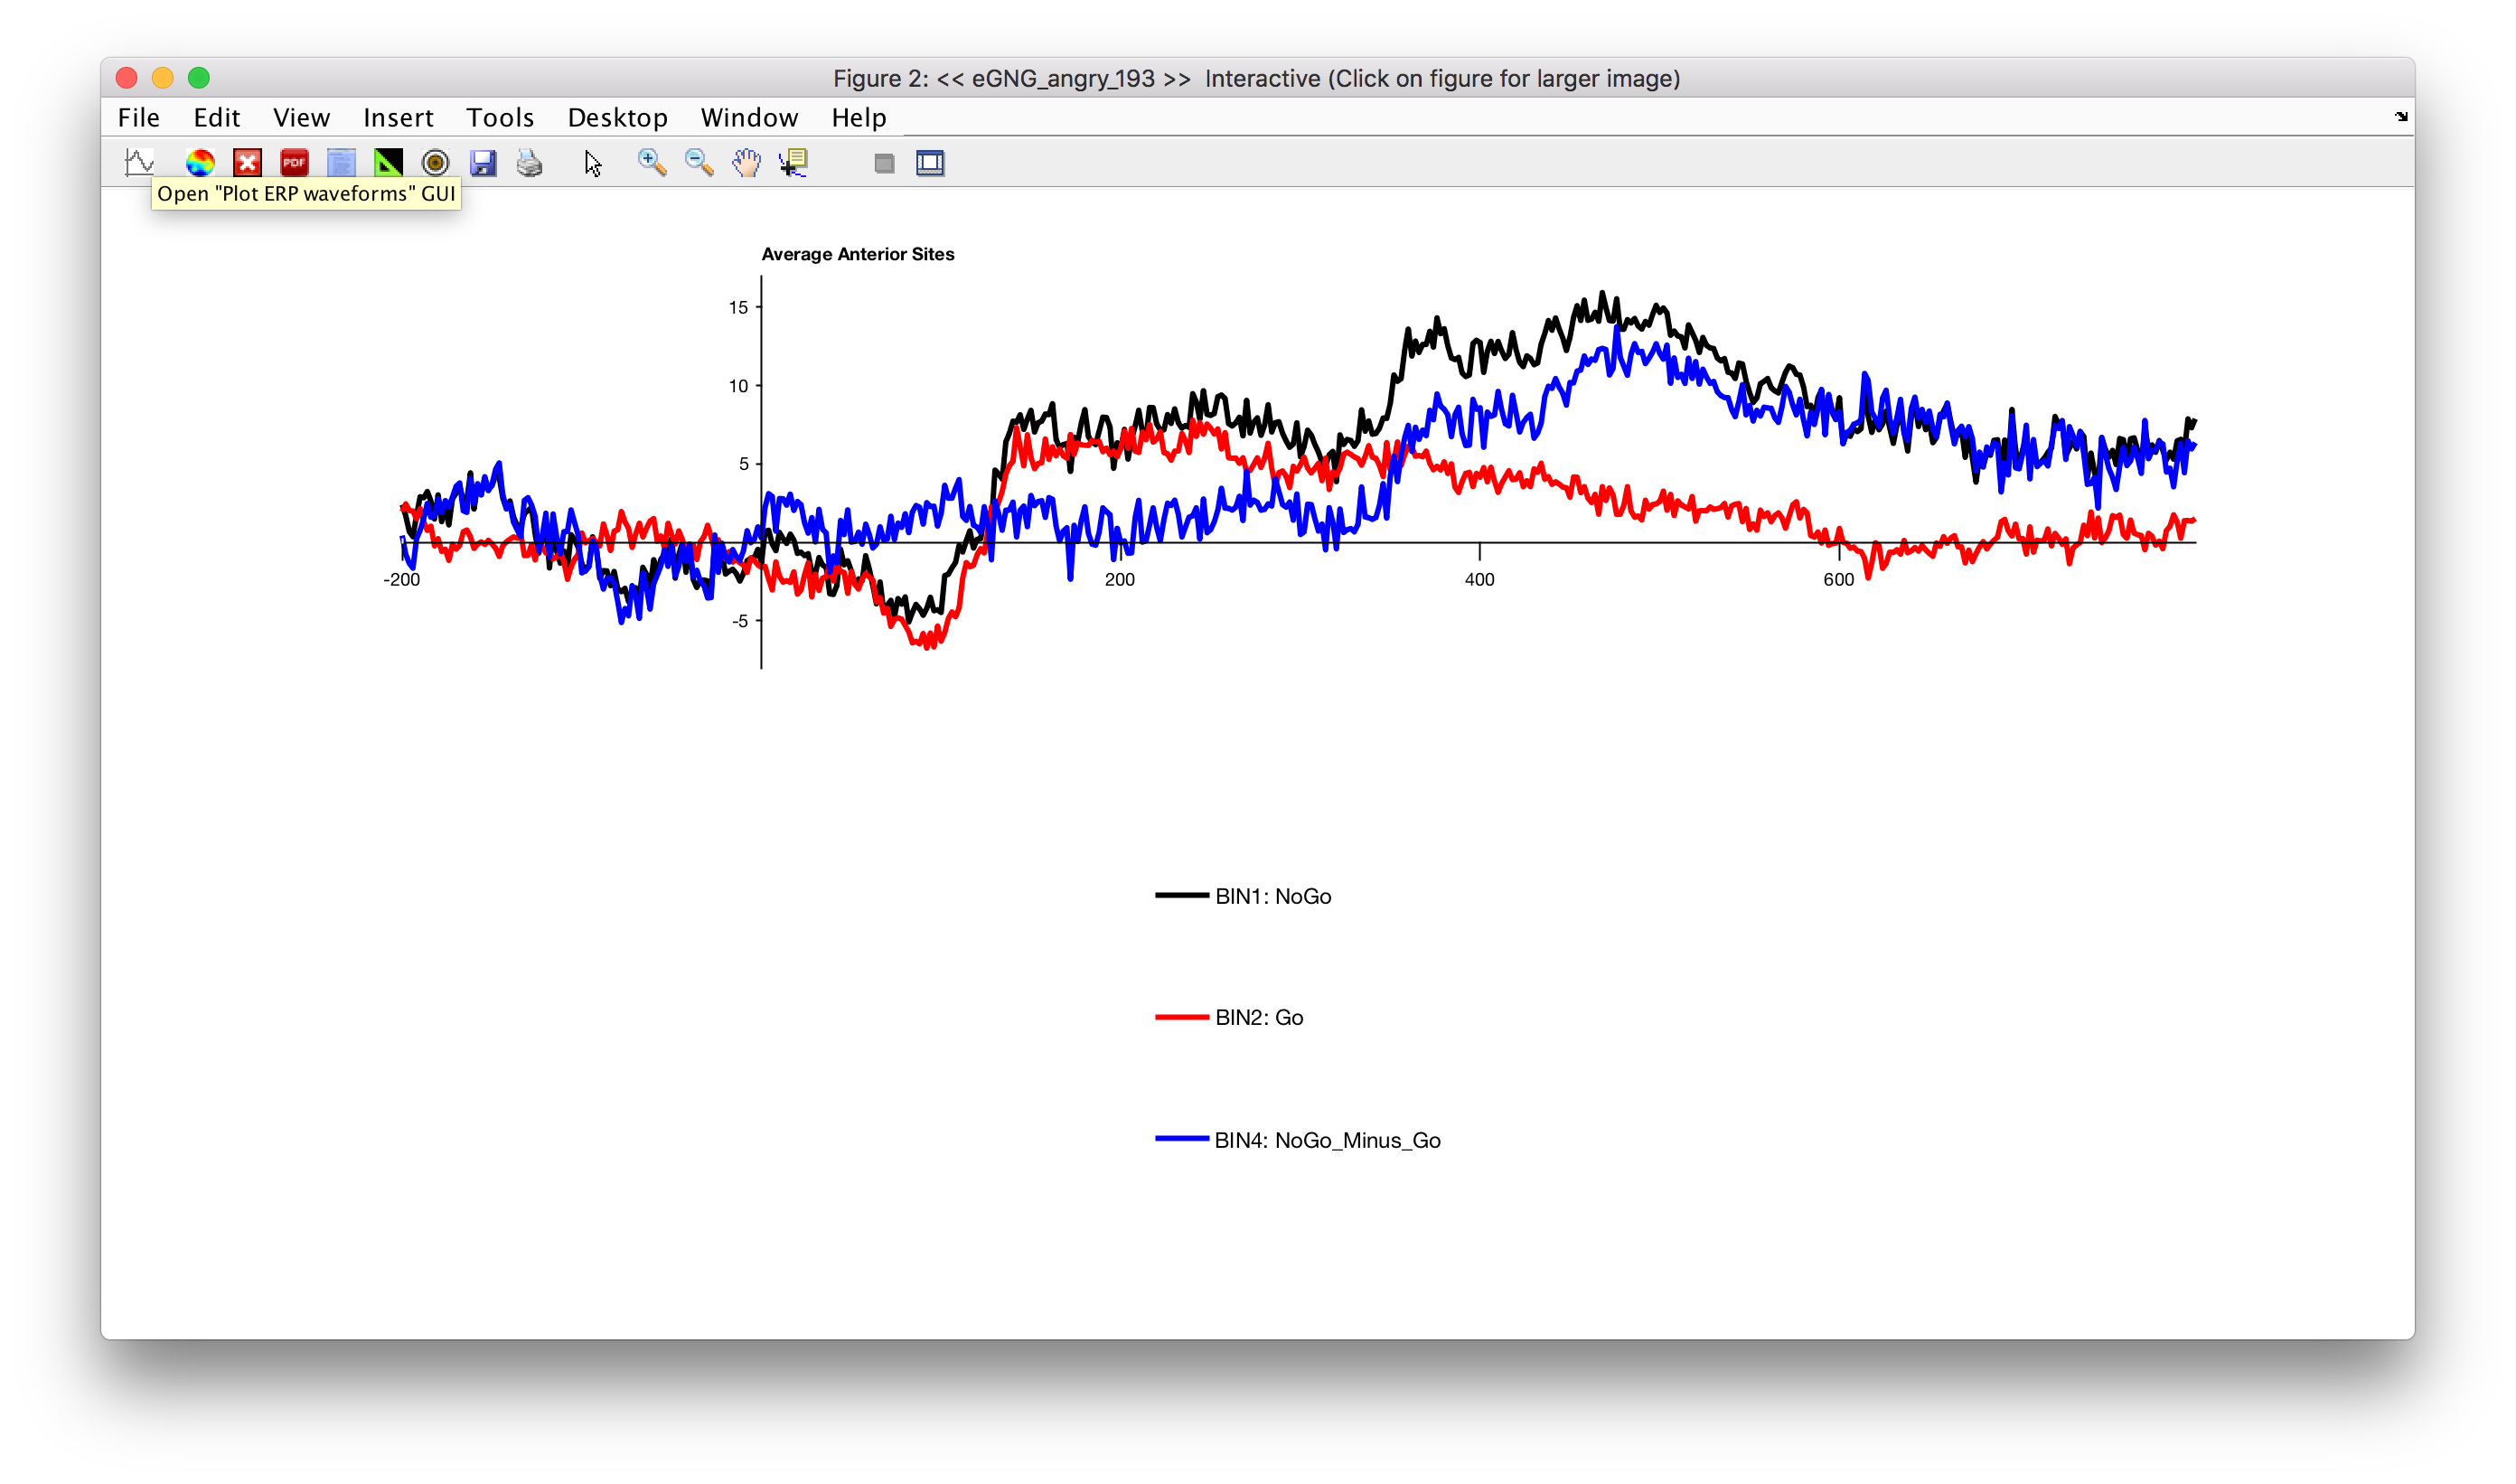 Figure 2: << eGNG_angry_193 >>  Interactive (Click on figure for larger image)
File Edit View Insert Tools Desktop Window Help
PDF
Open "Plot ERP waveforms" GUI
Average Anterior Sites
15
10
5
-200 200 400 600
-5
BIN1: NoGo
BIN2: Go
BIN4: NoGo_Minus_Go